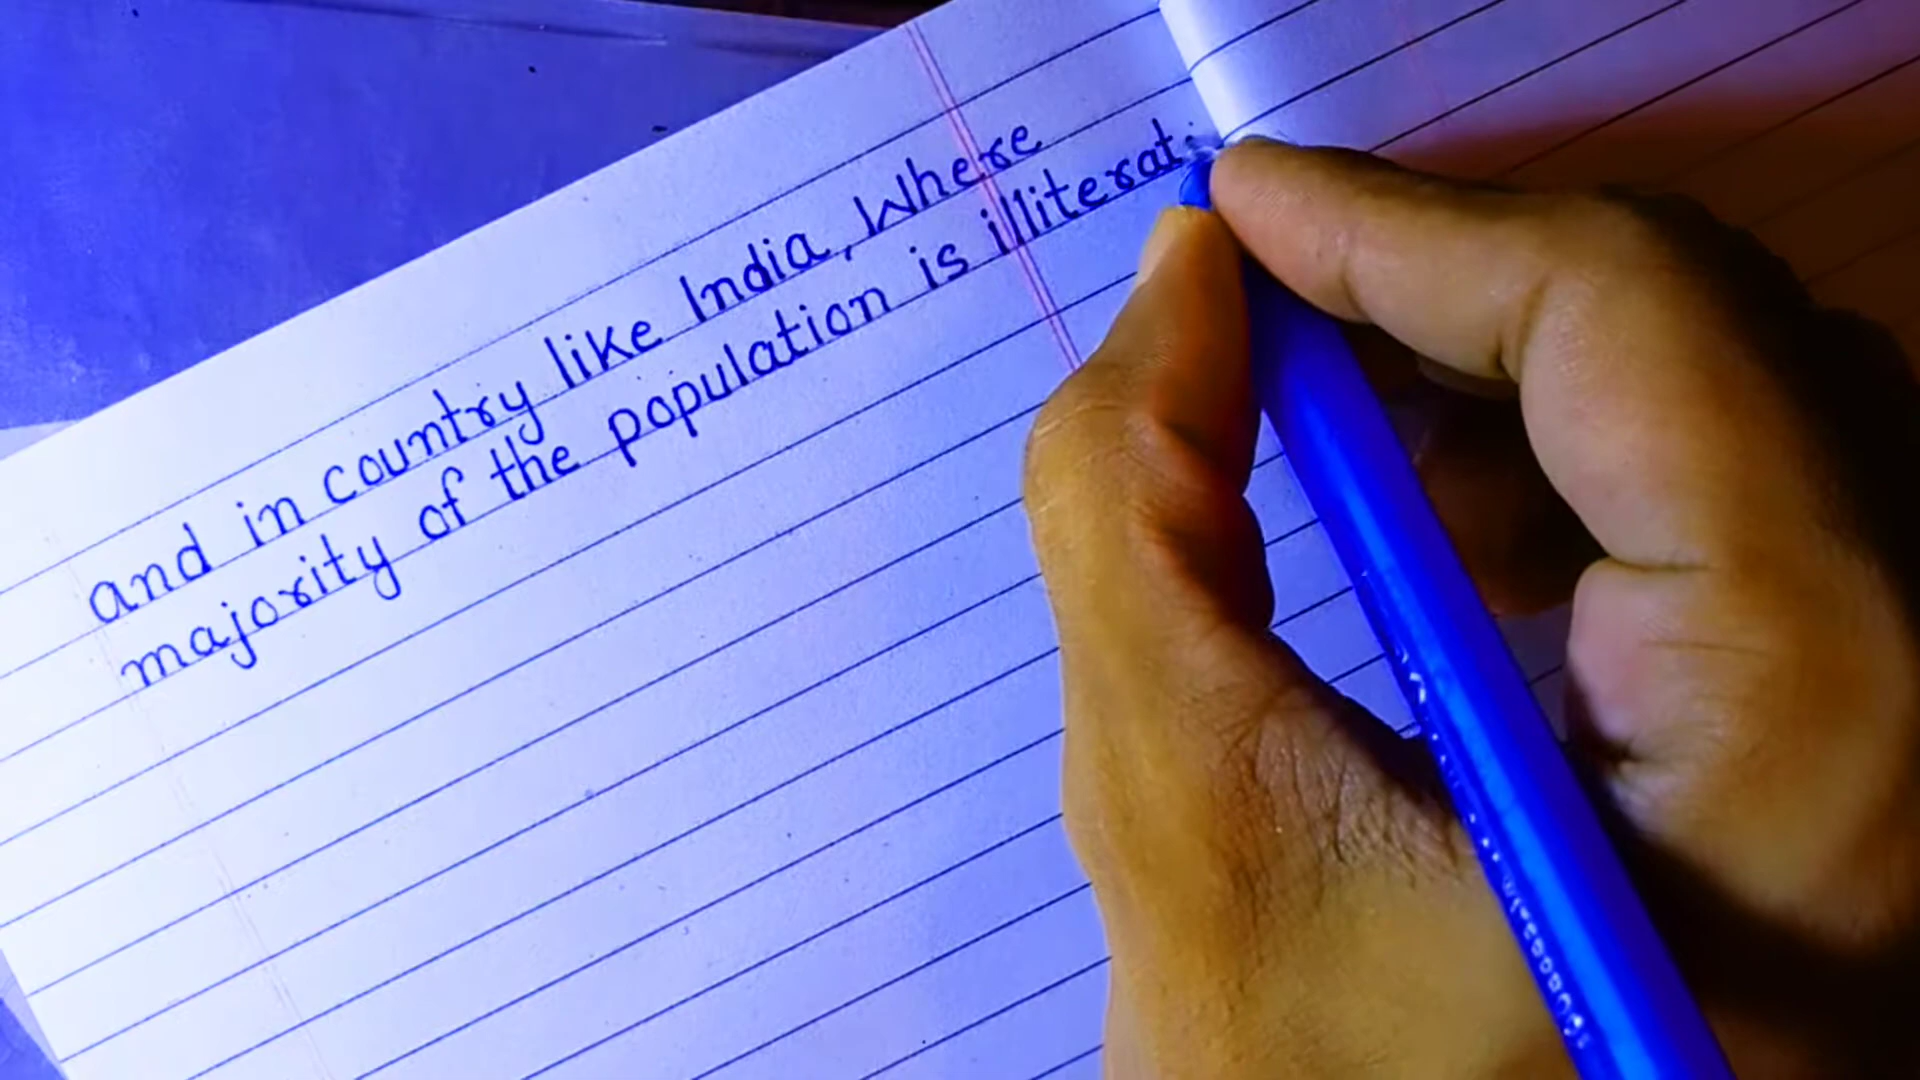 and in country like India, Where
majority of the population is illiterat